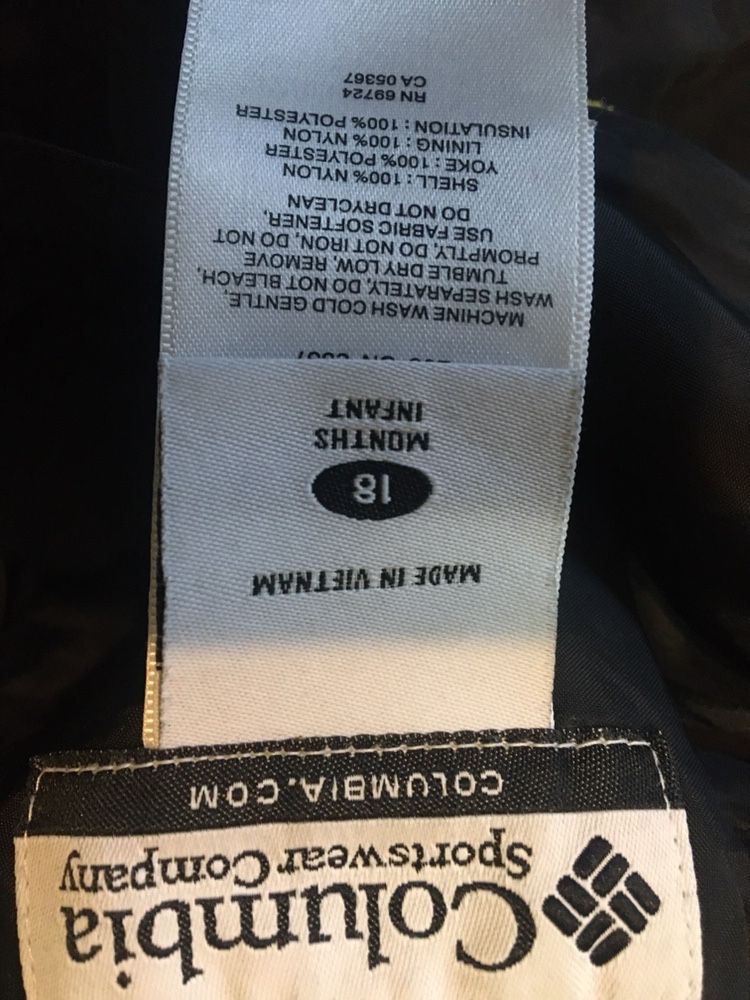 Columbia
Sportswear Company
COLUMBIA.COM
MADE IN VIETNAM
18
MONTHS
INFANT
MACHINE WASH COLD GENTLE,
WASH SEPARATELY, DO NOT BLEACH,
TUMBLE DRY LOW, REMOVE
PROMPTLY, DO NOT IRON, DO NOT
USE FABRIC SOFTENER,
DO NOT DRYCLEAN
SHELL : 100% NYLON
YOKE : 100% POLYESTER
LINING : 100% NYLON
INSULATION : 100% POLYESTER
RN 69724
CA 05367